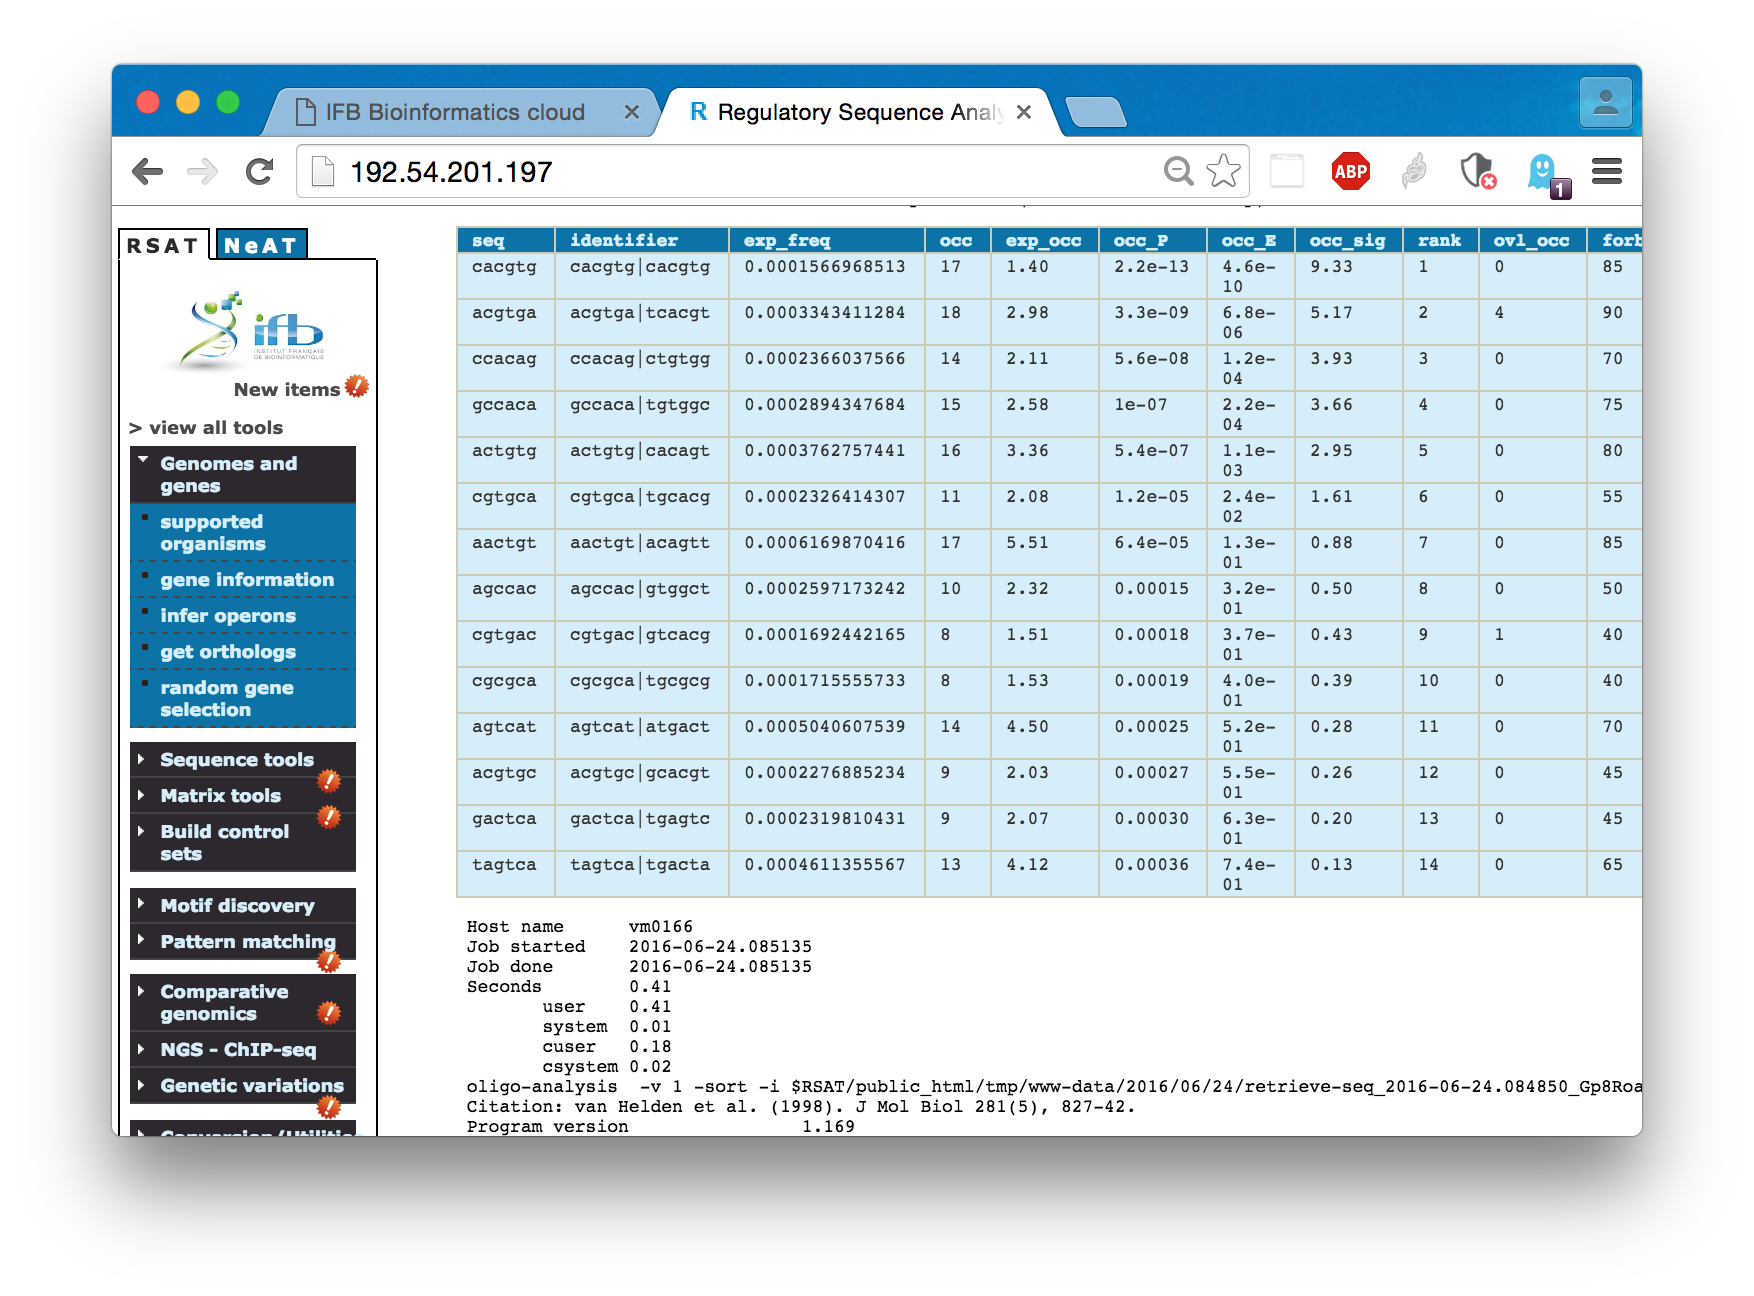 IFB Bioinformatics cloud
R Regulatory Sequence Anal
192.54.201.197
ABP
1
RSAT
NeAT
ifb
INSTITUT FRANÇAIS
DE BIOINFORMATIQUE
New items
> view all tools
Genomes and
genes
supported
organisms
gene information
infer operons
get orthologs
random gene
selection
Sequence tools
Matrix tools
Build control
sets
Motif discovery
Pattern matching
Comparative
genomics
NGS - ChIP-seq
Genetic variations
seq identifier exp_freq occ exp_occ occ_P occ_E occ_sig rank ovl_occ forb
cacgtg cacgtg|cacgtg 0.0001566968513 17 1.40 2.2e-13 4.6e-10 9.33 1 0 85
acgtga acgtga|tcacgt 0.0003343411284 18 2.98 3.3e-09 6.8e-06 5.17 2 4 90
ccacag ccacag|ctgtgg 0.0002366037566 14 2.11 5.6e-08 1.2e-04 3.93 3 0 70
gccaca gccaca|tgtggc 0.0002894347684 15 2.58 1e-07 2.2e-04 3.66 4 0 75
actgtg actgtg|cacagt 0.0003762757441 16 3.36 5.4e-07 1.1e-03 2.95 5 0 80
cgtgca cgtgca|tgcacg 0.0002326414307 11 2.08 1.2e-05 2.4e-02 1.61 6 0 55
aactgt aactgt|acagtt 0.0006169870416 17 5.51 6.4e-05 1.3e-01 0.88 7 0 85
agccac agccac|gtggct 0.0002597173242 10 2.32 0.00015 3.2e-01 0.50 8 0 50
cgtgac cgtgac|gtcacg 0.0001692442165 8 1.51 0.00018 3.7e-01 0.43 9 1 40
cgcgca cgcgca|tgcgcg 0.0001715555733 8 1.53 0.00019 4.0e-01 0.39 10 0 40
agtcat agtcat|atgact 0.0005040607539 14 4.50 0.00025 5.2e-01 0.28 11 0 70
acgtgc acgtgc|gcacgt 0.0002276885234 9 2.03 0.00027 5.5e-01 0.26 12 0 45
gactca gactca|tgagtc 0.0002319810431 9 2.07 0.00030 6.3e-01 0.20 13 0 45
tagtca tagtca|tgacta 0.0004611355567 13 4.12 0.00036 7.4e-01 0.13 14 0 65
Host name vm0166
Job started 2016-06-24.085135
Job done 2016-06-24.085135
Seconds 0.41
user 0.41
system 0.01
cuser 0.18
csystem 0.02
oligo-analysis -v 1 -sort -i $RSAT/public_html/tmp/www-data/2016/06/24/retrieve-seq_2016-06-24.084850_Gp8Roa
Citation: van Helden et al. (1998). J Mol Biol 281(5), 827-42.
Program version 1.169